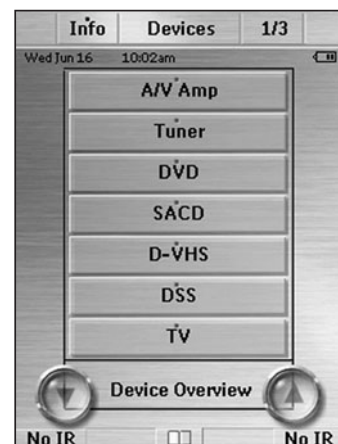 Info Devices 1/3
Wed Jun 16 10:02am
A/V Amp
Tuner
DVD
SACD
D-VHS
DSS
TV
Device Overview
No IR No IR